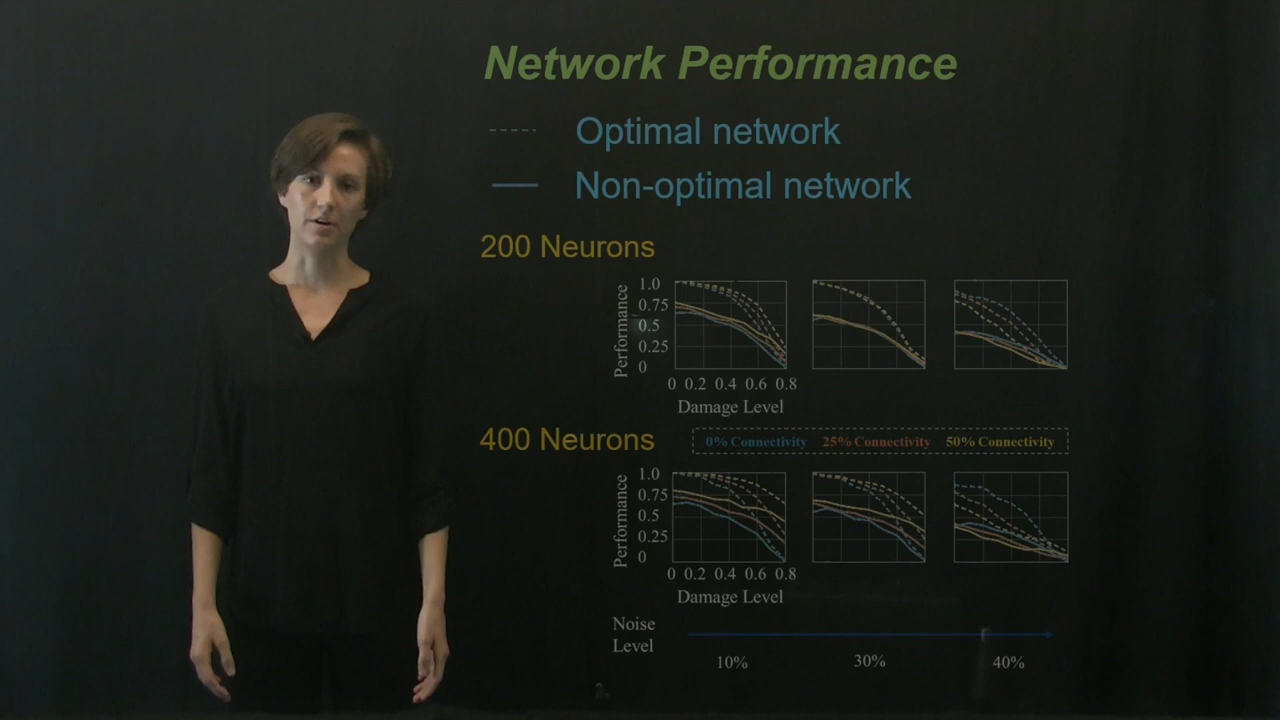 Network Performance
Optimal network
Non-optimal network
200 Neurons
Performance
1.0
0.75
0.5
0.25
0
0 0.2 0.4 0.6 0.8
Damage Level
400 Neurons
0% Connectivity 25% Connectivity 50% Connectivity
Performance
1.0
0.75
0.5
0.25
0
0 0.2 0.4 0.6 0.8
Damage Level
Noise
Level
10% 30% 40%